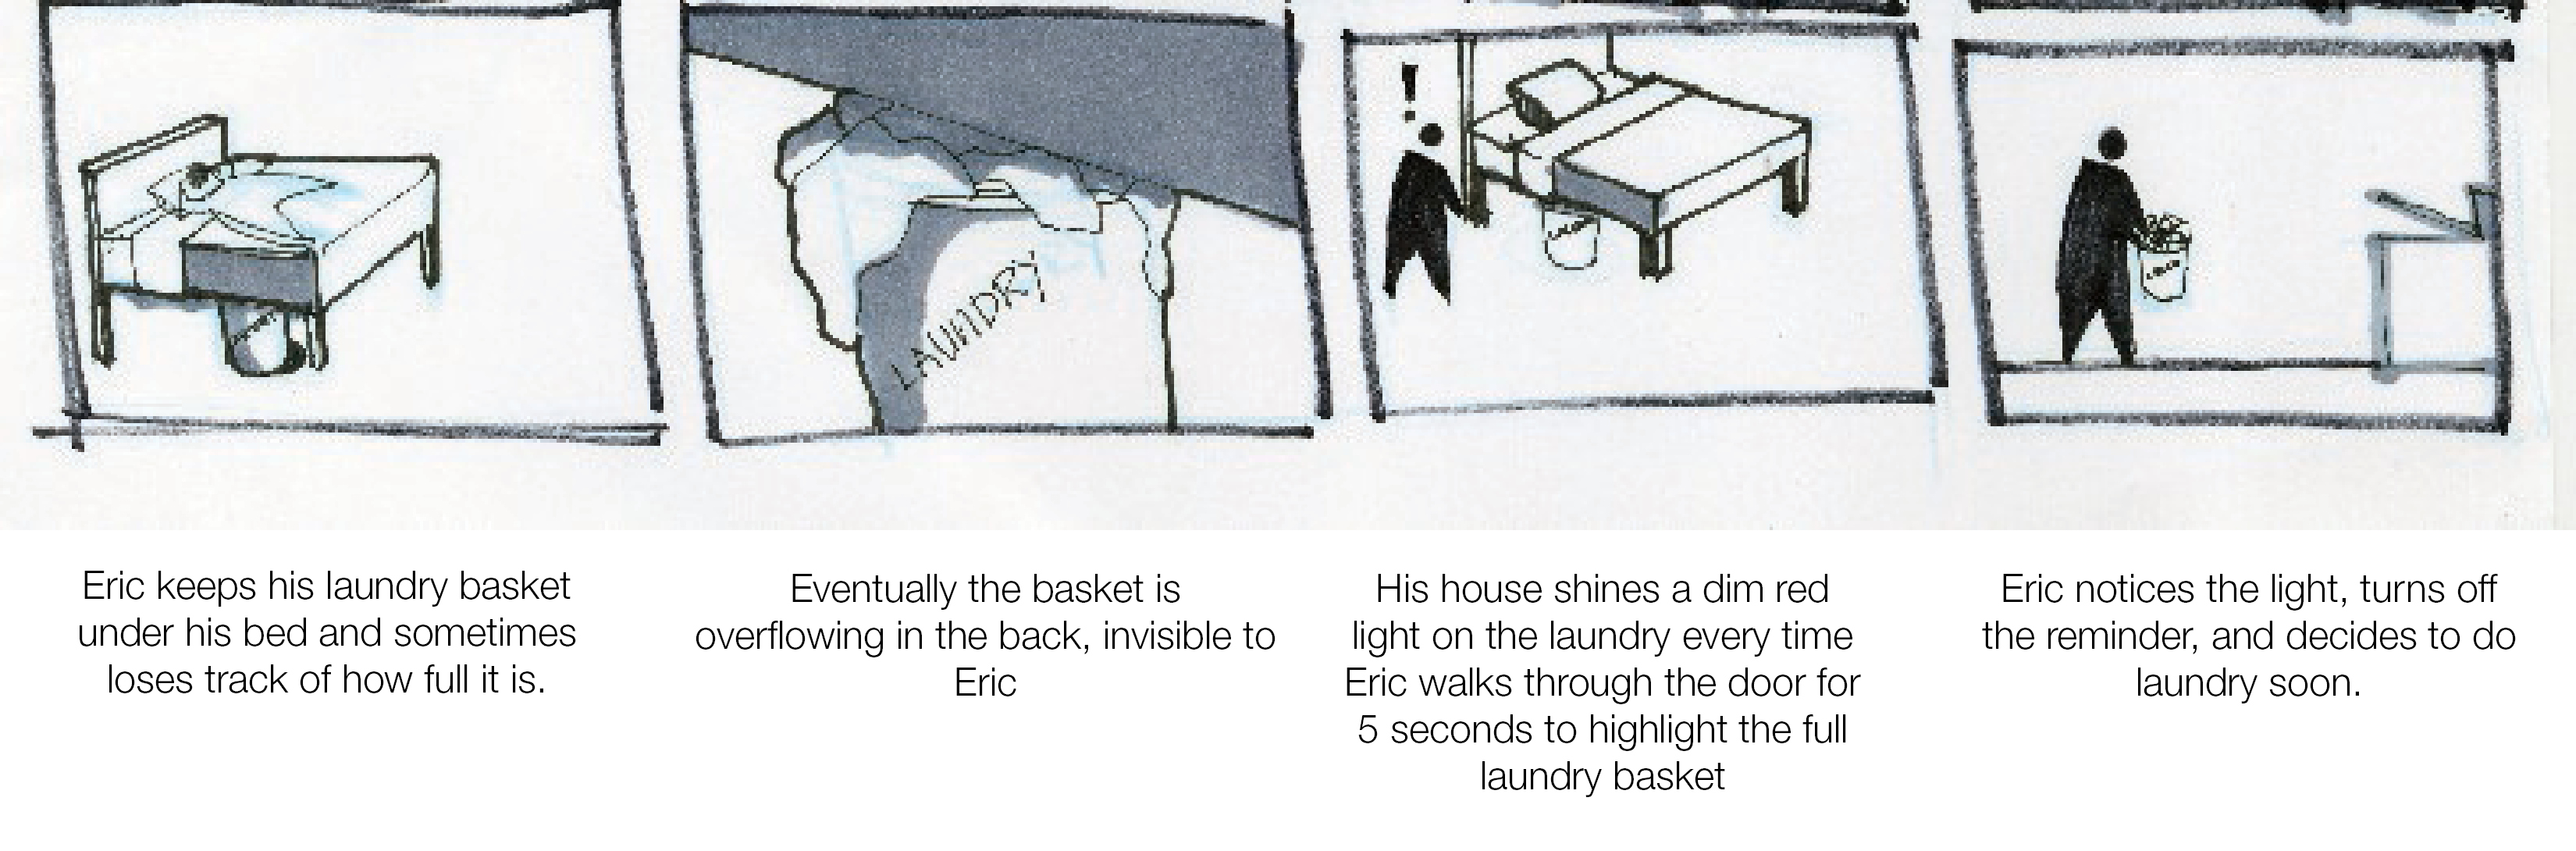 LAUNDRY
!
Eric keeps his laundry basket
under his bed and sometimes
loses track of how full it is.
Eventually the basket is
overflowing in the back, invisible to
Eric
His house shines a dim red
light on the laundry every time
Eric walks through the door for
5 seconds to highlight the full
laundry basket
Eric notices the light, turns off
the reminder, and decides to do
laundry soon.